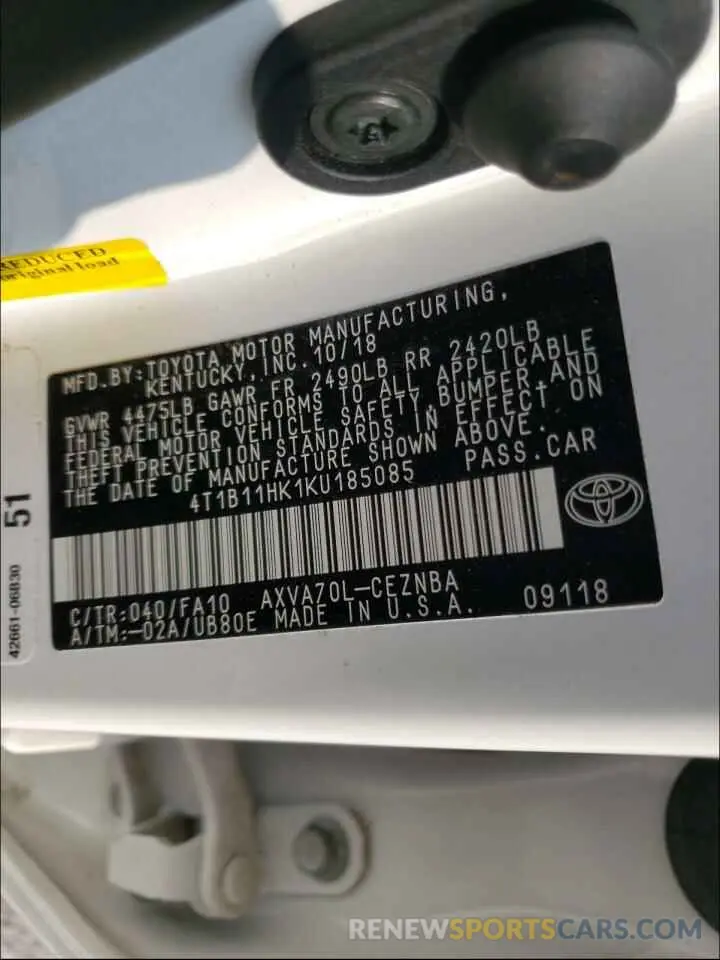 REDUCED
original load
MFD.BY:TOYOTA MOTOR MANUFACTURING,
KENTUCKY, INC. 10/18
GVWR 4475LB GAWR FR 2490LB RR 2420LB
THIS VEHICLE CONFORMS TO ALL APPLICABLE
FEDERAL MOTOR VEHICLE SAFETY, BUMPER, AND
THEFT PREVENTION STANDARDS IN EFFECT ON
THE DATE OF MANUFACTURE SHOWN ABOVE.
4T1B11HK1KU185085 PASS.CAR
C/TR:040/FA10 AXVA70L-CEZNBA
A/TM:-02A/UB80E MADE IN U.S.A. 09118
51
42661-06B30
RENEWSPORTSCARS.COM